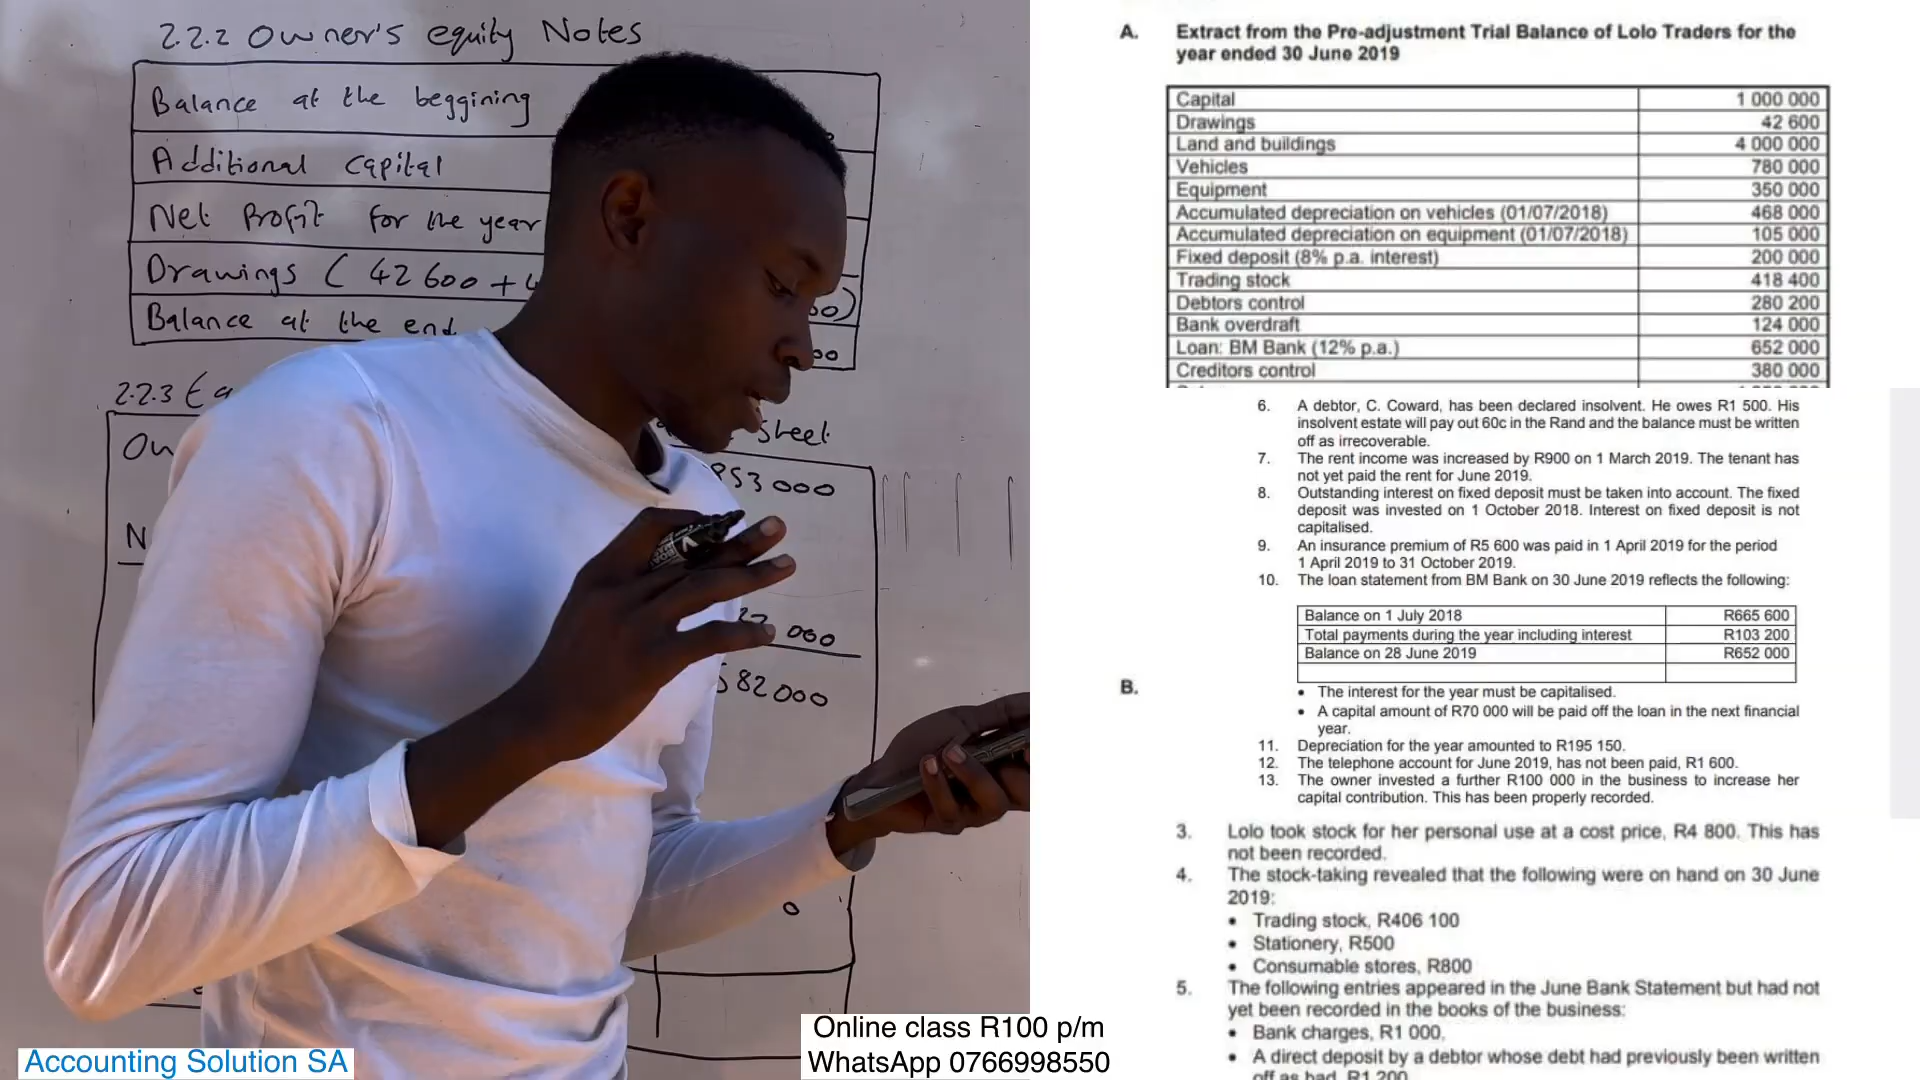 2.2.2 Owner's equity Notes
Balance at the beggining
Additional capital
Net Profit for the year
Drawings ( 42 600 + 4
00)
Balance at the end
00
2.2.3
Sheet
953 000
N
000
582 000
0
A. Extract from the Pre-adjustment Trial Balance of Lolo Traders for the
year ended 30 June 2019
Capital 1 000 000
Drawings 42 600
Land and buildings 4 000 000
Vehicles 780 000
Equipment 350 000
Accumulated depreciation on vehicles (01/07/2018) 468 000
Accumulated depreciation on equipment (01/07/2018) 105 000
Fixed deposit (8% p.a. interest) 200 000
Trading stock 418 400
Debtors control 280 200
Bank overdraft 124 000
Loan: BM Bank (12% p.a.) 652 000
Creditors control 380 000
6. A debtor, C. Coward, has been declared insolvent. He owes R1 500. His
insolvent estate will pay out 60c in the Rand and the balance must be written
off as irrecoverable.
7. The rent income was increased by R900 on 1 March 2019. The tenant has
not yet paid the rent for June 2019.
8. Outstanding interest on fixed deposit must be taken into account. The fixed
deposit was invested on 1 October 2018. Interest on fixed deposit is not
capitalised.
9. An insurance premium of R5 600 was paid in 1 April 2019 for the period
1 April 2019 to 31 October 2019.
10. The loan statement from BM Bank on 30 June 2019 reflects the following:
Balance on 1 July 2018 R665 600
Total payments during the year including interest R103 200
Balance on 28 June 2019 R652 000
B.
• The interest for the year must be capitalised.
• A capital amount of R70 000 will be paid off the loan in the next financial
year.
11. Depreciation for the year amounted to R195 150.
12. The telephone account for June 2019, has not been paid, R1 600.
13. The owner invested a further R100 000 in the business to increase her
capital contribution. This has been properly recorded.
3. Lolo took stock for her personal use at a cost price, R4 800. This has
not been recorded.
4. The stock-taking revealed that the following were on hand on 30 June
2019:
• Trading stock, R406 100
• Stationery, R500
• Consumable stores, R800
5. The following entries appeared in the June Bank Statement but had not
yet been recorded in the books of the business:
• Bank charges, R1 000,
• A direct deposit by a debtor whose debt had previously been written
off as bad, R1 200
Online class R100 p/m
WhatsApp 0766998550
Accounting Solution SA